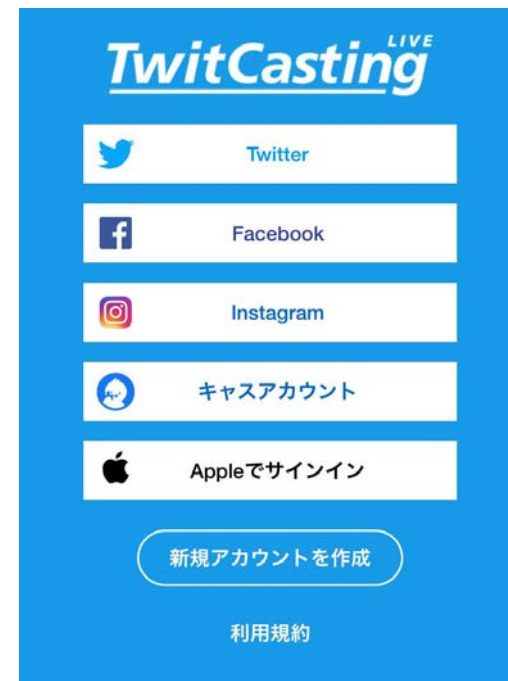 LIVE
TwitCasting
Twitter
Facebook
Instagram
キャスアカウント
Appleでサインイン
新規アカウントを作成
利用規約